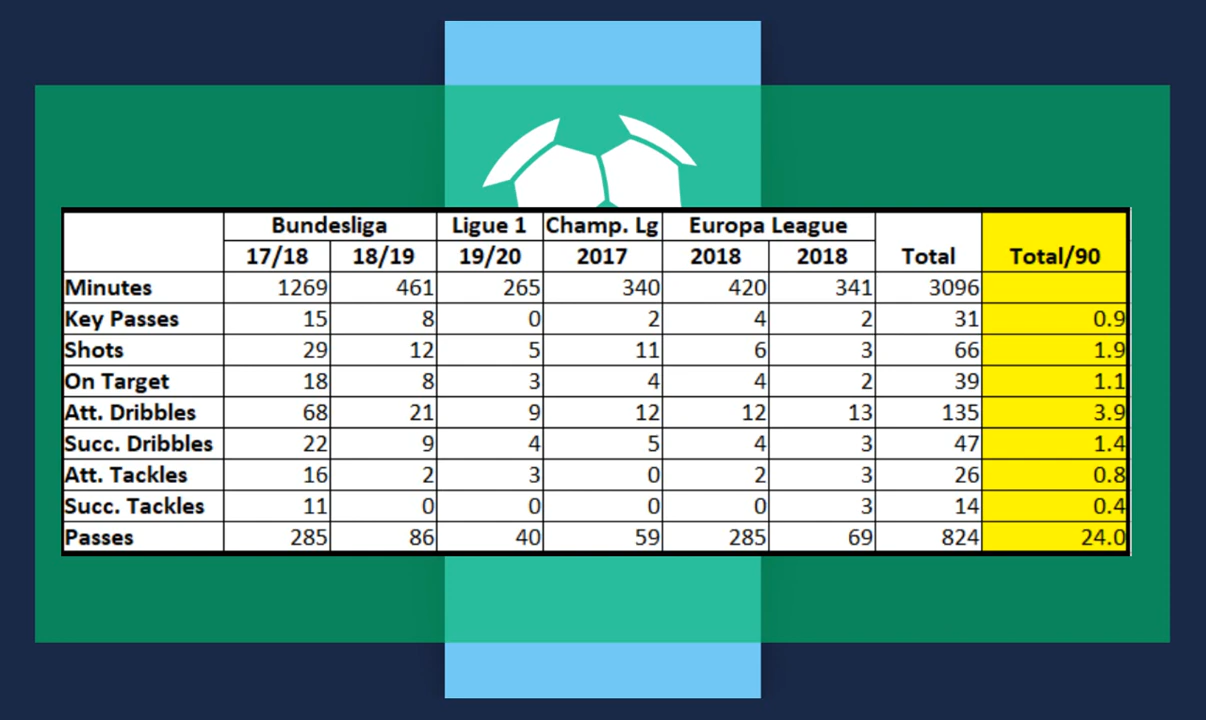 Bundesliga Ligue 1 Champ. Lg Europa League
17/18 18/19 19/20 2017 2018 2018 Total Total/90
Minutes 1269 461 265 340 420 341 3096
Key Passes 15 8 0 2 4 2 31 0.9
Shots 29 12 5 11 6 3 66 1.9
On Target 18 8 3 4 4 2 39 1.1
Att. Dribbles 68 21 9 12 12 13 135 3.9
Succ. Dribbles 22 9 4 5 4 3 47 1.4
Att. Tackles 16 2 3 0 2 3 26 0.8
Succ. Tackles 11 0 0 0 0 3 14 0.4
Passes 285 86 40 59 285 69 824 24.0